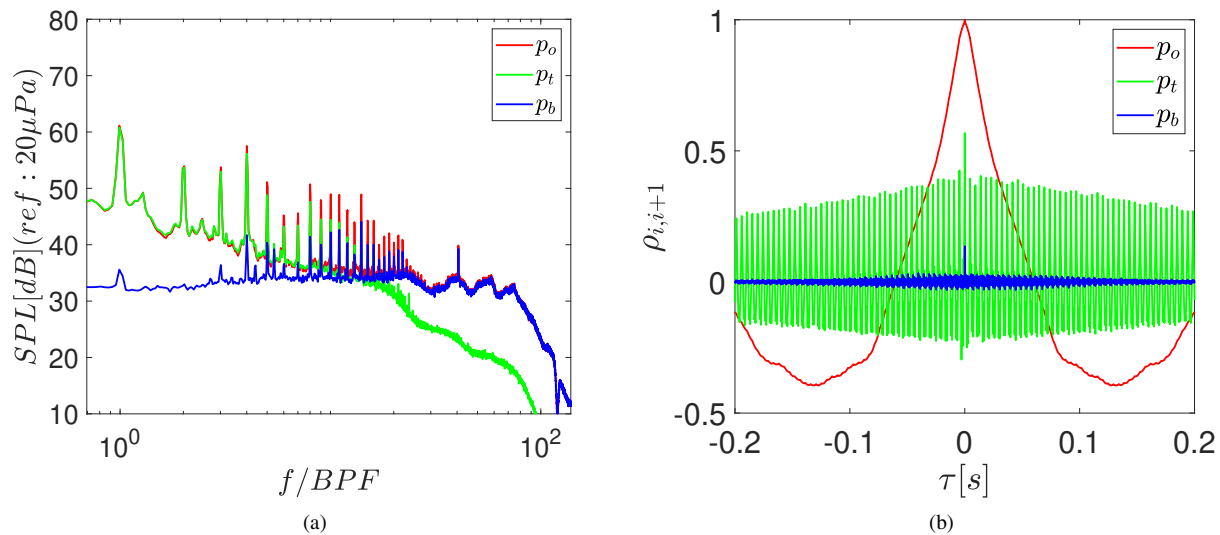 80
70
60
50
40
30
20
10
SPL[dB](ref : 20μPa)
p_o
p_t
p_b
10^0
10^2
f/BPF
(a)
1
0.5
0
-0.5
ρ_{i,i+1}
p_o
p_t
p_b
-0.2
-0.1
0
0.1
0.2
τ[s]
(b)